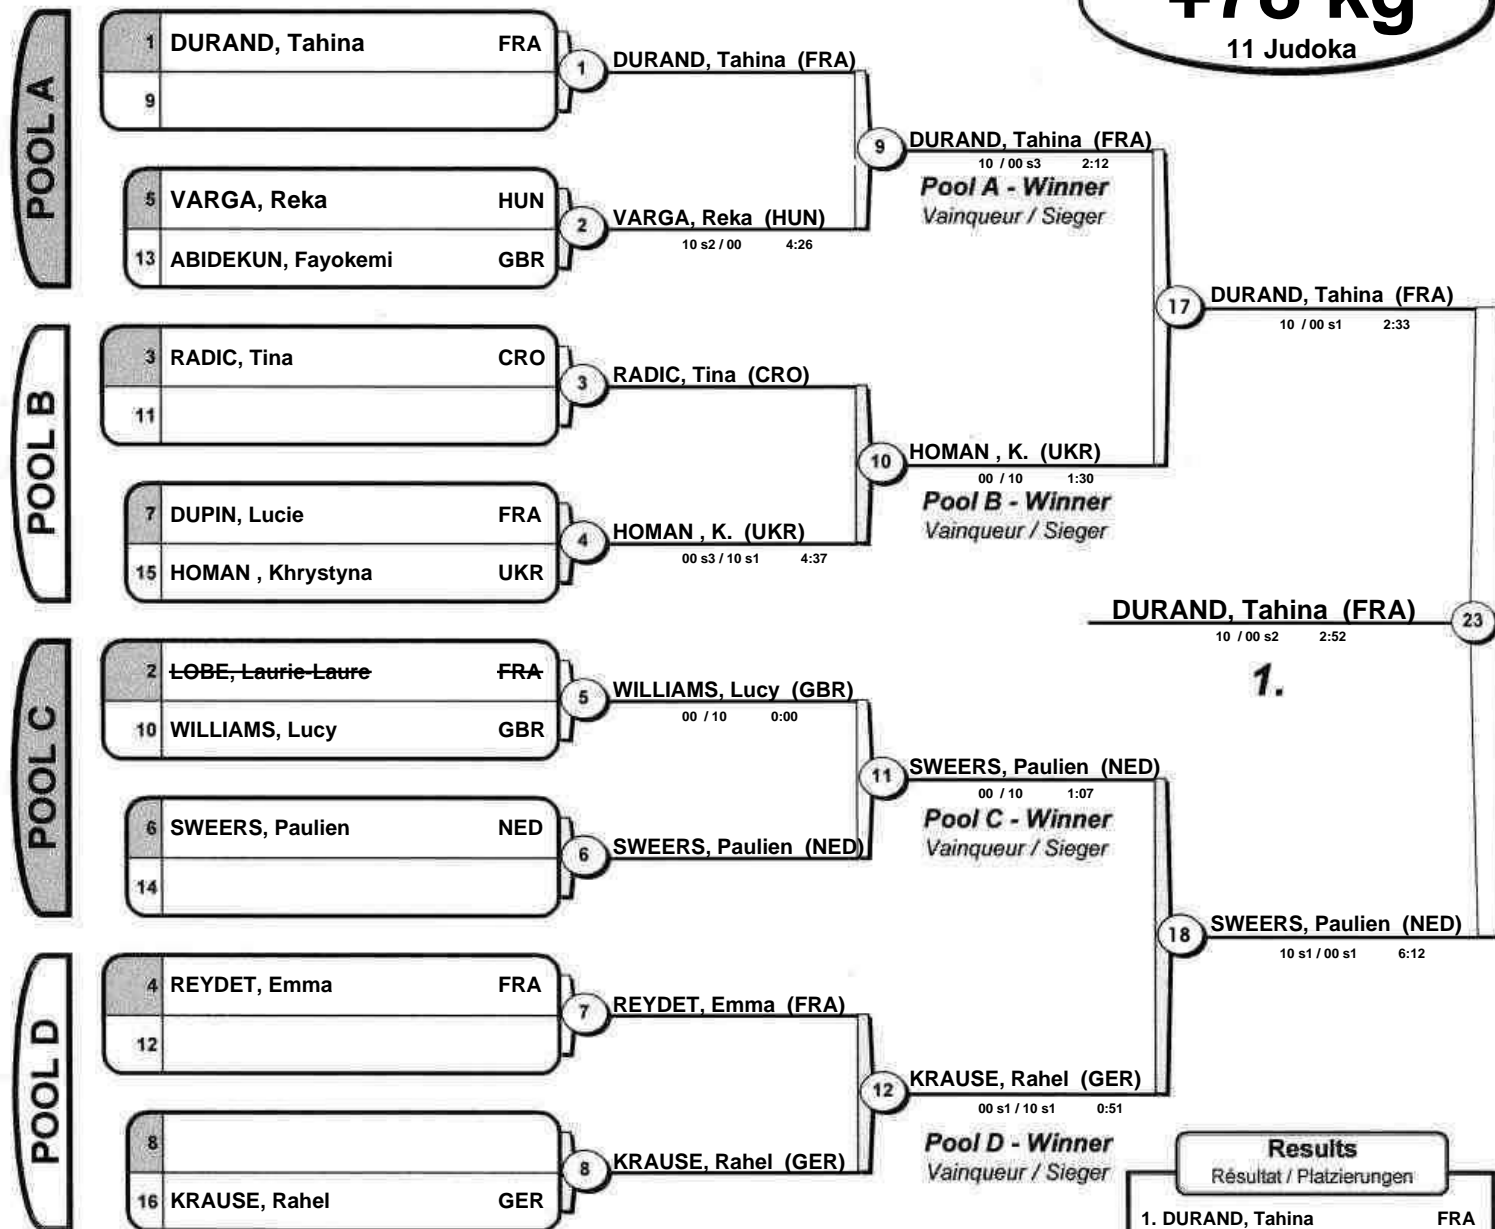 +78 kg
11 Judoka
POOL A
1 DURAND, Tahina FRA
9
1
DURAND, Tahina (FRA)
5 VARGA, Reka HUN
13 ABIDEKUN, Fayokemi GBR
2
VARGA, Reka (HUN)
10 s2 / 00 4:26
9
DURAND, Tahina (FRA)
10 / 00 s3 2:12
Pool A - Winner
Vainqueur / Sieger
POOL B
3 RADIC, Tina CRO
11
3
RADIC, Tina (CRO)
7 DUPIN, Lucie FRA
15 HOMAN , Khrystyna UKR
4
HOMAN , K. (UKR)
00 s3 / 10 s1 4:37
10
HOMAN , K. (UKR)
00 / 10 1:30
Pool B - Winner
Vainqueur / Sieger
17
DURAND, Tahina (FRA)
10 / 00 s1 2:33
DURAND, Tahina (FRA)
10 / 00 s2 2:52
23
1.
POOL C
2 LOBE, Laurie-Laure FRA
10 WILLIAMS, Lucy GBR
5
WILLIAMS, Lucy (GBR)
00 / 10 0:00
6 SWEERS, Paulien NED
14
6
SWEERS, Paulien (NED)
11
SWEERS, Paulien (NED)
00 / 10 1:07
Pool C - Winner
Vainqueur / Sieger
18
SWEERS, Paulien (NED)
10 s1 / 00 s1 6:12
POOL D
4 REYDET, Emma FRA
12
7
REYDET, Emma (FRA)
8
16 KRAUSE, Rahel GER
8
KRAUSE, Rahel (GER)
12
KRAUSE, Rahel (GER)
00 s1 / 10 s1 0:51
Pool D - Winner
Vainqueur / Sieger
Results
Résultat / Platzierungen
1. DURAND, Tahina FRA